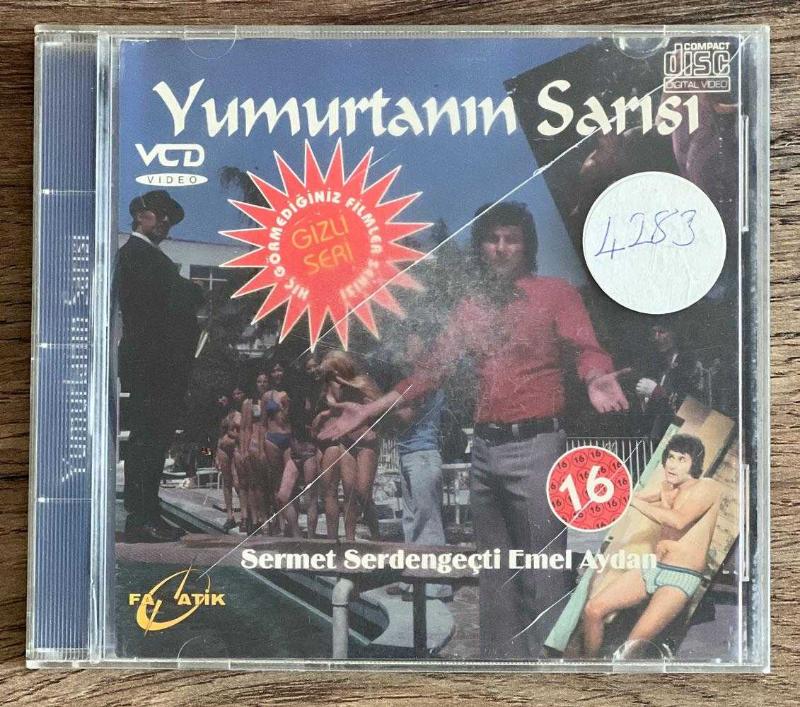 COMPACT
disc
DIGITAL VIDEO
Yumurtanın Sarısı
VCD
VIDEO
HİÇ GÖRMEDİĞİNİZ FİLMLER SERİSİ
GİZLİ
SERİ
4283
Yumurtanın Sarısı
16
Sermet Serdengeçti Emel Aydan
FANATİK